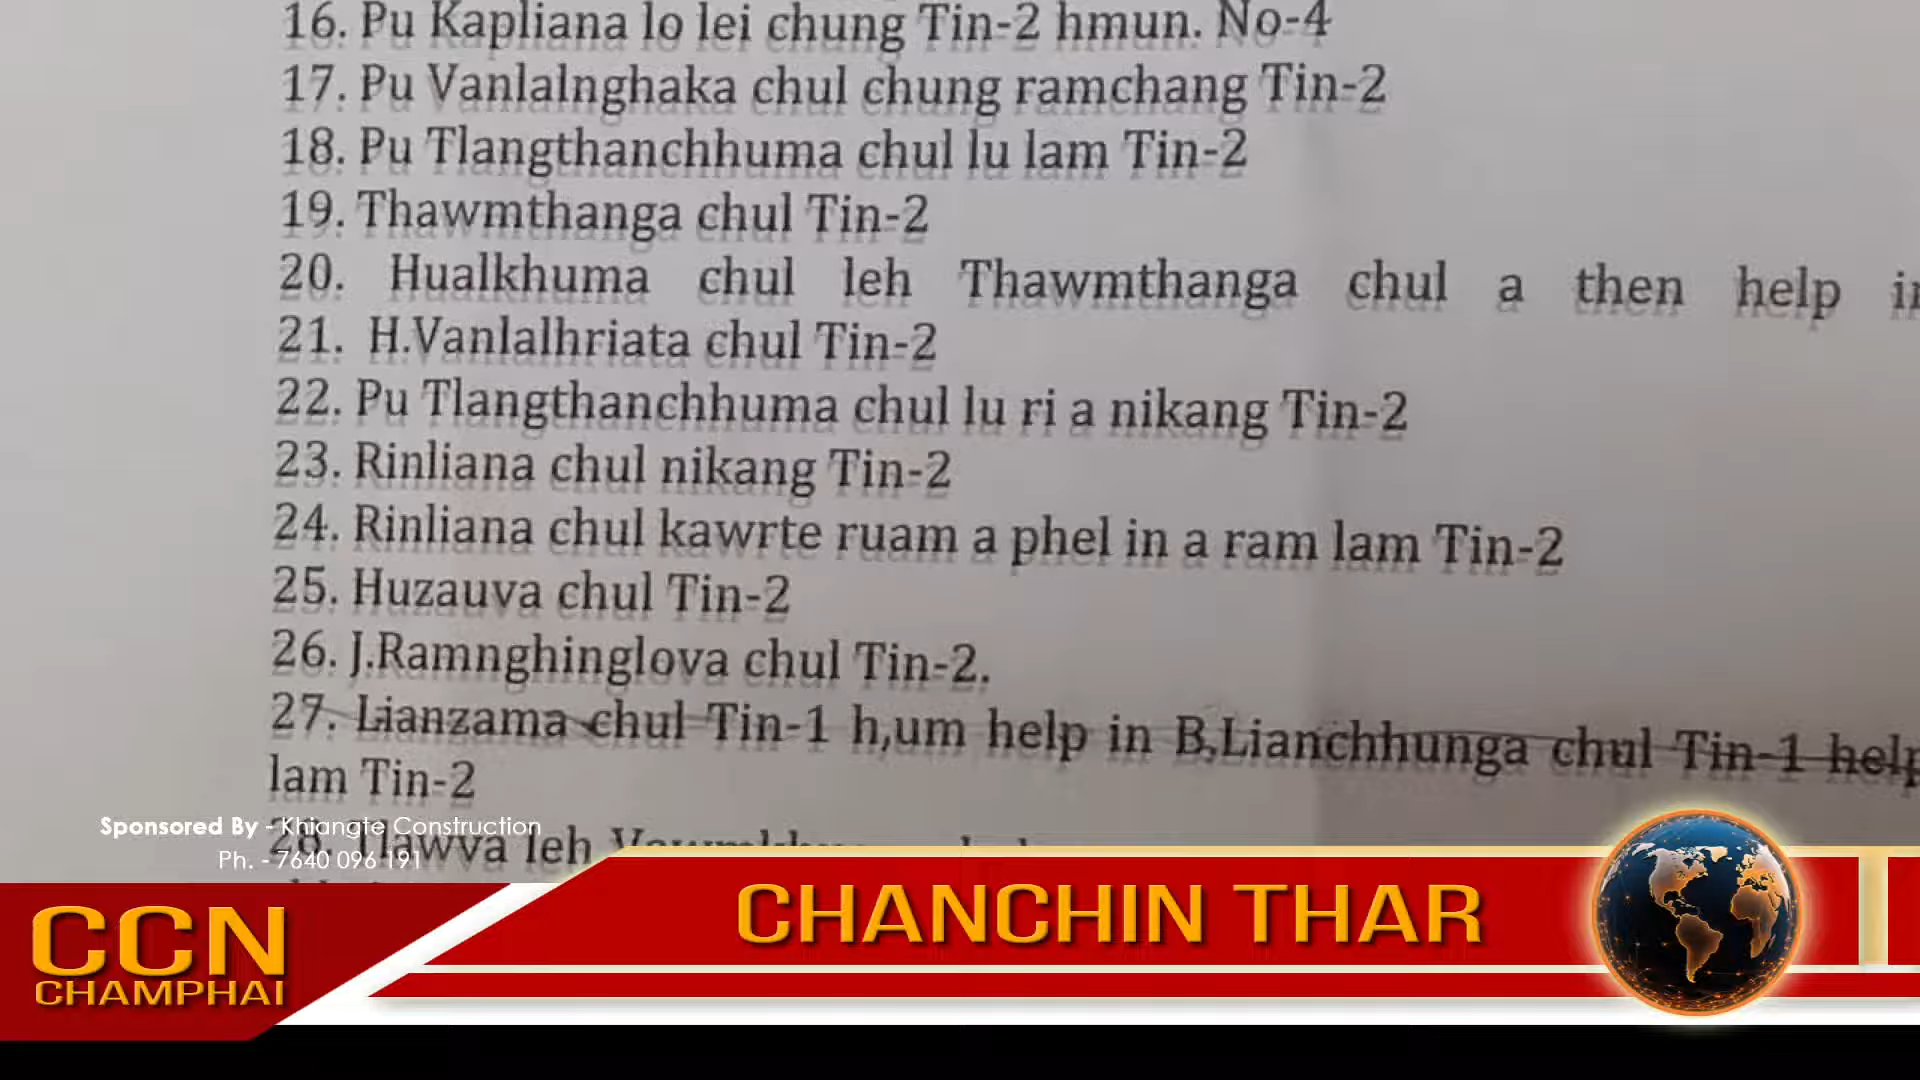 16. Pu Kapliana lo lei chung Tin-2 hmun. No-4
17. Pu Vanlalnghaka chul chung ramchang Tin-2
18. Pu Tlangthanchhuma chul lu lam Tin-2
19. Thawmthanga chul Tin-2
20. Hualkhuma chul leh Thawmthanga chul a then help
21. H.Vanlalhriata chul Tin-2
22. Pu Tlangthanchhuma chul lu ri a nikang Tin-2
23. Rinliana chul nikang Tin-2
24. Rinliana chul kawrte ruam a phel in a ram lam Tin-2
25. Huzauva chul Tin-2
26. J.Ramnghinglova chul Tin-2.
27. Lianzama chul Tin-1 h,um help in B,Lianchhunga chul Tin-1 help
lam Tin-2
28. Tlawva leh
Sponsored By - Khiangte Construction
Ph. - 7640 096 191
CHANCHIN THAR
CCN
CHAMPHAI